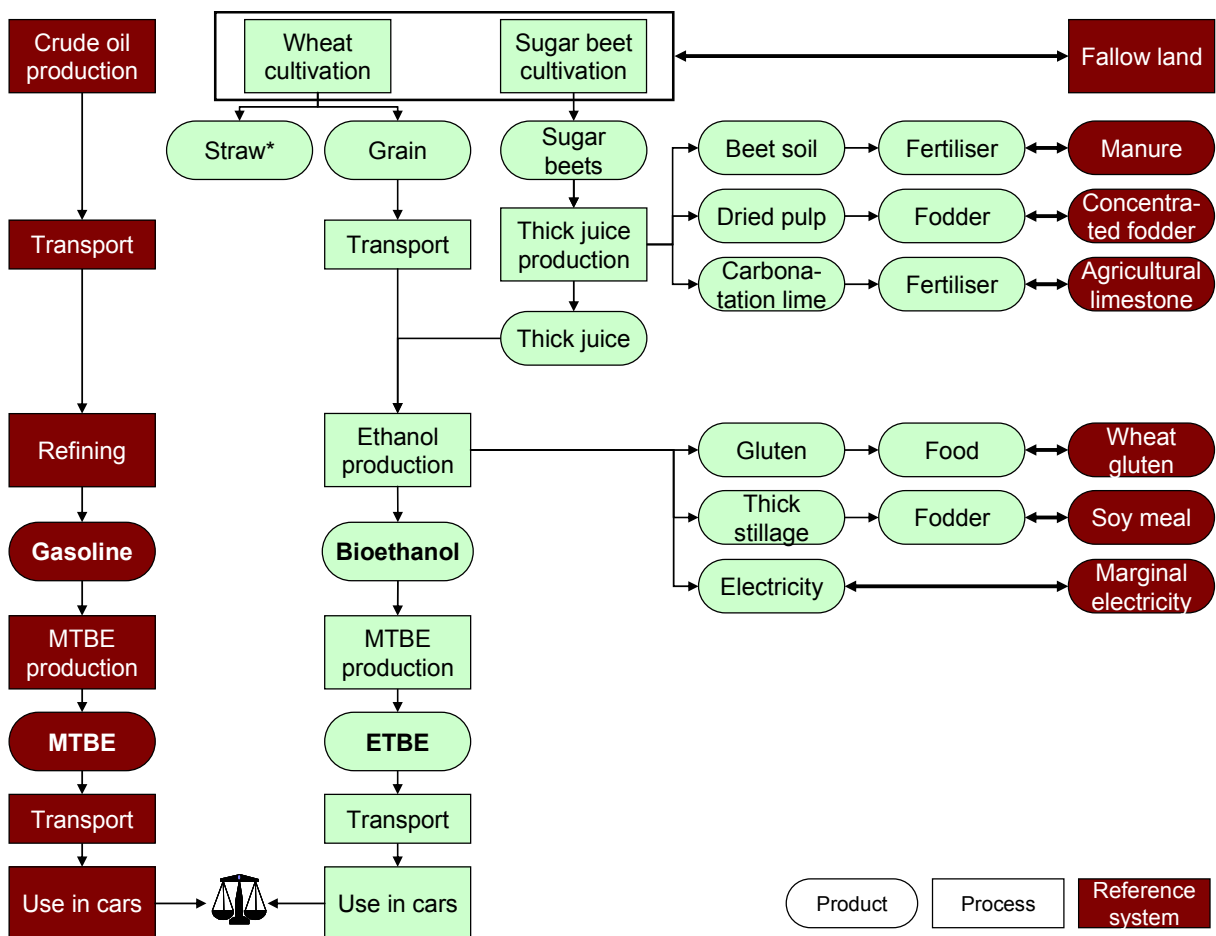 Crude oil
production
Wheat
cultivation
Sugar beet
cultivation
Fallow land
Straw*
Grain
Sugar
beets
Beet soil
Fertiliser
Manure
Transport
Transport
Thick juice
production
Dried pulp
Fodder
Concentra-
ted fodder
Carbona-
tation lime
Fertiliser
Agricultural
limestone
Thick juice
Refining
Ethanol
production
Gluten
Food
Wheat
gluten
Gasoline
Bioethanol
Thick
stillage
Fodder
Soy meal
Electricity
Marginal
electricity
MTBE
production
MTBE
production
MTBE
ETBE
Transport
Transport
Use in cars
Use in cars
Product
Process
Reference
system